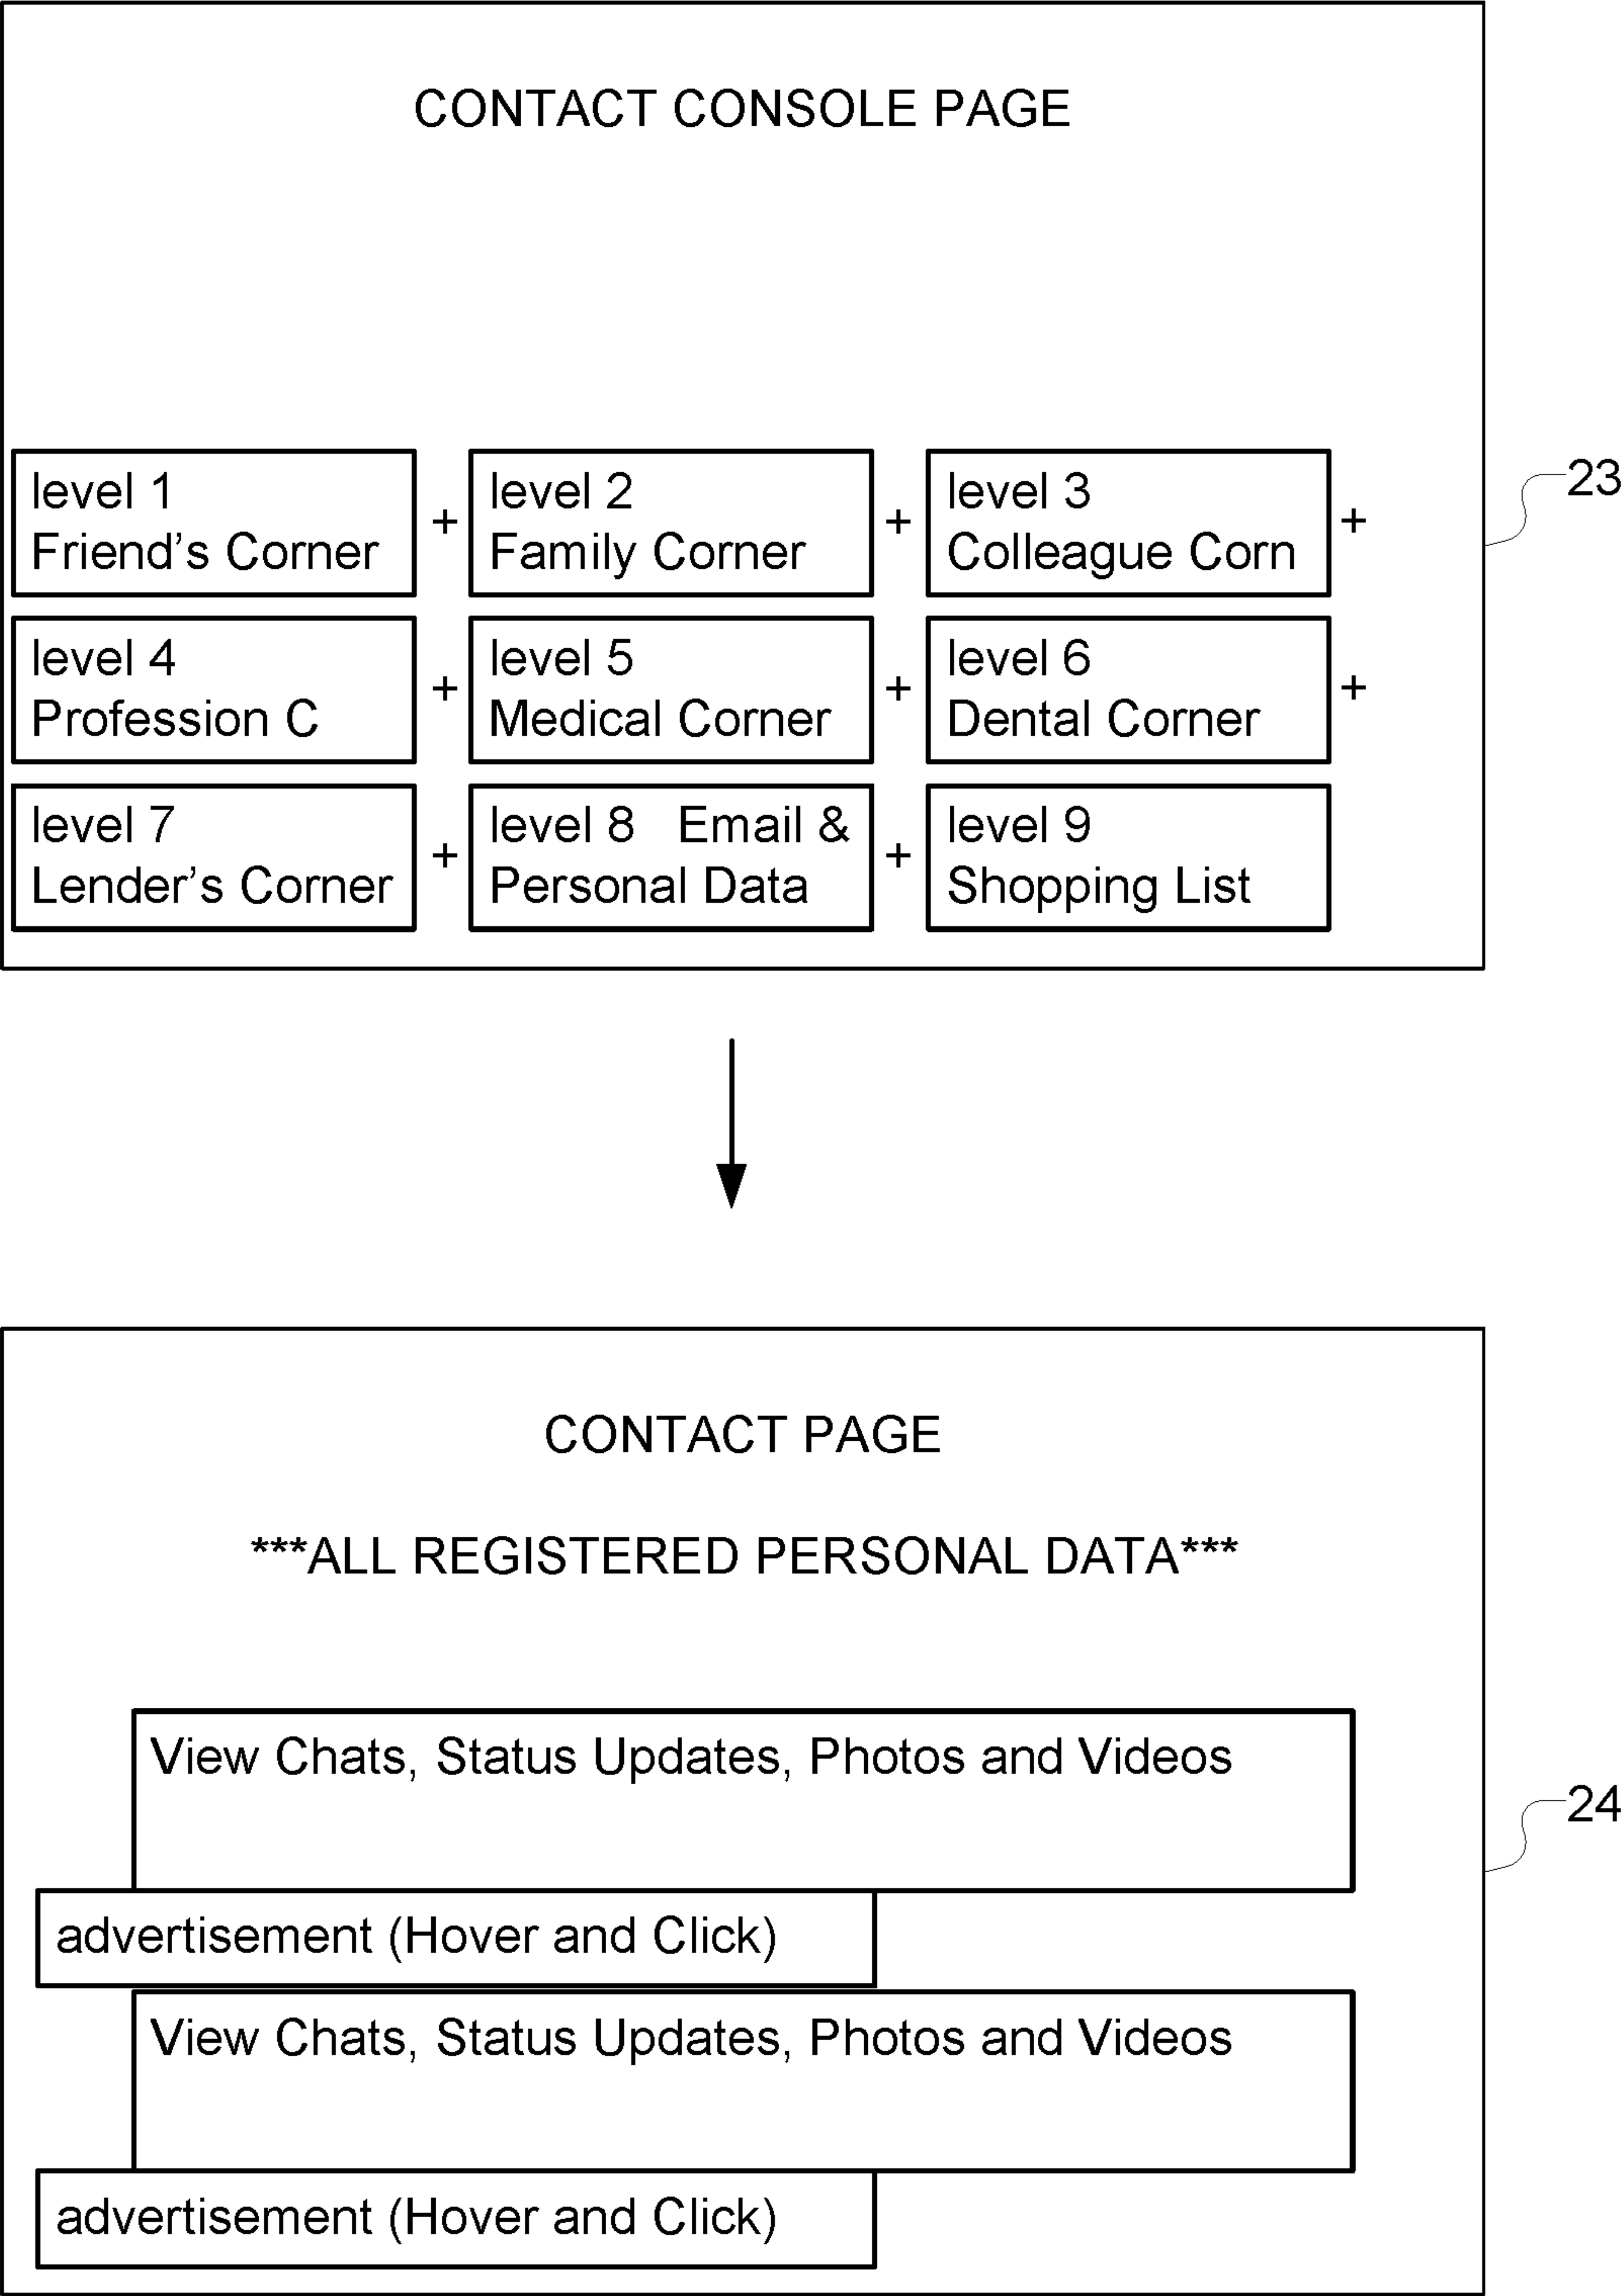 CONTACT CONSOLE PAGE
level 1
Friend's Corner
+
level 2
Family Corner
+
level 3
Colleague Corn
+
23
level 4
Profession C
+
level 5
Medical Corner
+
level 6
Dental Corner
+
level 7
Lender's Corner
+
level 8 Email &
Personal Data
+
level 9
Shopping List
CONTACT PAGE
***ALL REGISTERED PERSONAL DATA***
View Chats, Status Updates, Photos and Videos
24
advertisement (Hover and Click)
View Chats, Status Updates, Photos and Videos
advertisement (Hover and Click)